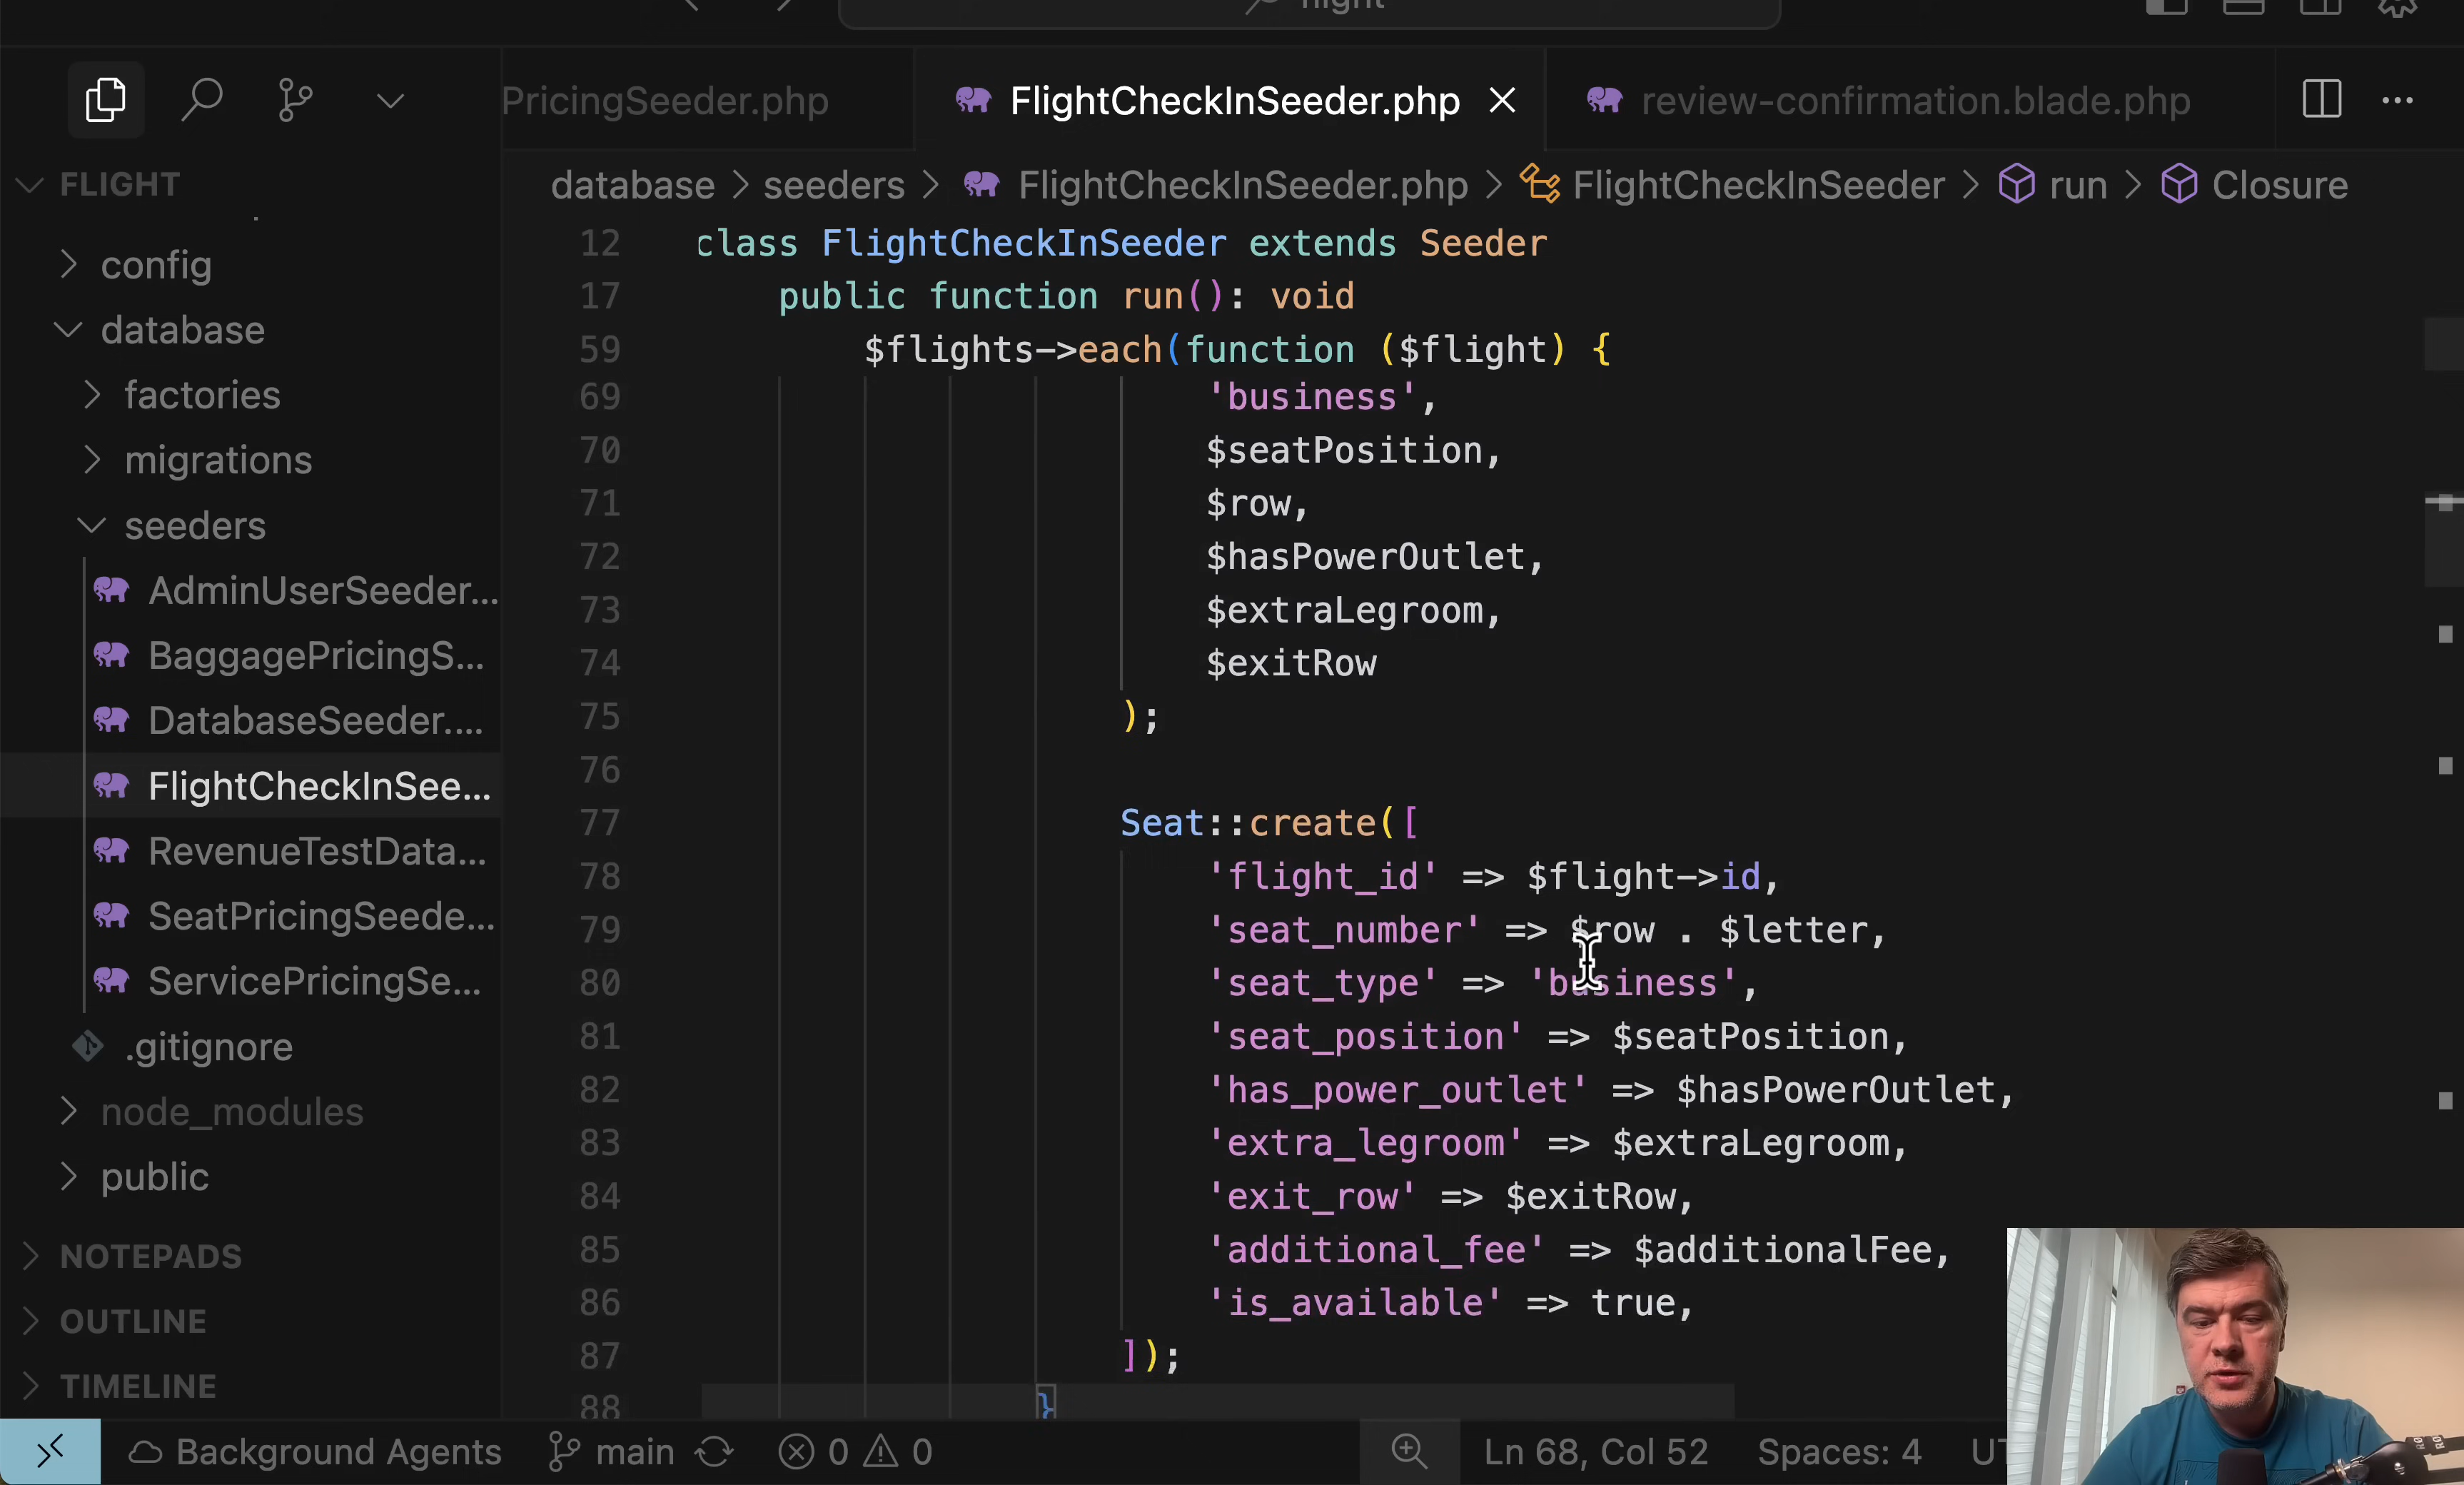 flight
PricingSeeder.php
FlightCheckInSeeder.php
review-confirmation.blade.php
FLIGHT
config
database
factories
migrations
seeders
AdminUserSeeder...
BaggagePricingS...
DatabaseSeeder....
FlightCheckInSee...
RevenueTestData...
SeatPricingSeede...
ServicePricingSe...
.gitignore
node_modules
public
NOTEPADS
OUTLINE
TIMELINE
database > seeders > FlightCheckInSeeder.php > FlightCheckInSeeder > run > Closure
12 class FlightCheckInSeeder extends Seeder
17 public function run(): void
59 $flights->each(function ($flight) {
69 'business',
70 $seatPosition,
71 $row,
72 $hasPowerOutlet,
73 $extraLegroom,
74 $exitRow
75 );
76
77 Seat::create([
78 'flight_id' => $flight->id,
79 'seat_number' => $row . $letter,
80 'seat_type' => 'business',
81 'seat_position' => $seatPosition,
82 'has_power_outlet' => $hasPowerOutlet,
83 'extra_legroom' => $extraLegroom,
84 'exit_row' => $exitRow,
85 'additional_fee' => $additionalFee,
86 'is_available' => true,
87 ]);
88 }
Background Agents main 0 0 Ln 68, Col 52 Spaces: 4